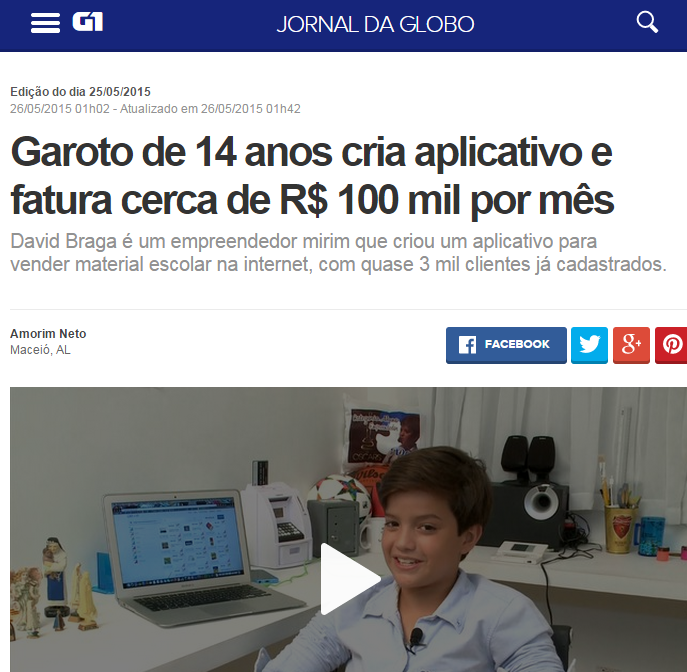 G1
JORNAL DA GLOBO
Edição do dia 25/05/2015
26/05/2015 01h02 - Atualizado em 26/05/2015 01h42
Garoto de 14 anos cria aplicativo e
fatura cerca de R$ 100 mil por mês
David Braga é um empreendedor mirim que criou um aplicativo para
vender material escolar na internet, com quase 3 mil clientes já cadastrados.
Amorim Neto
Maceió, AL
FACEBOOK
g+